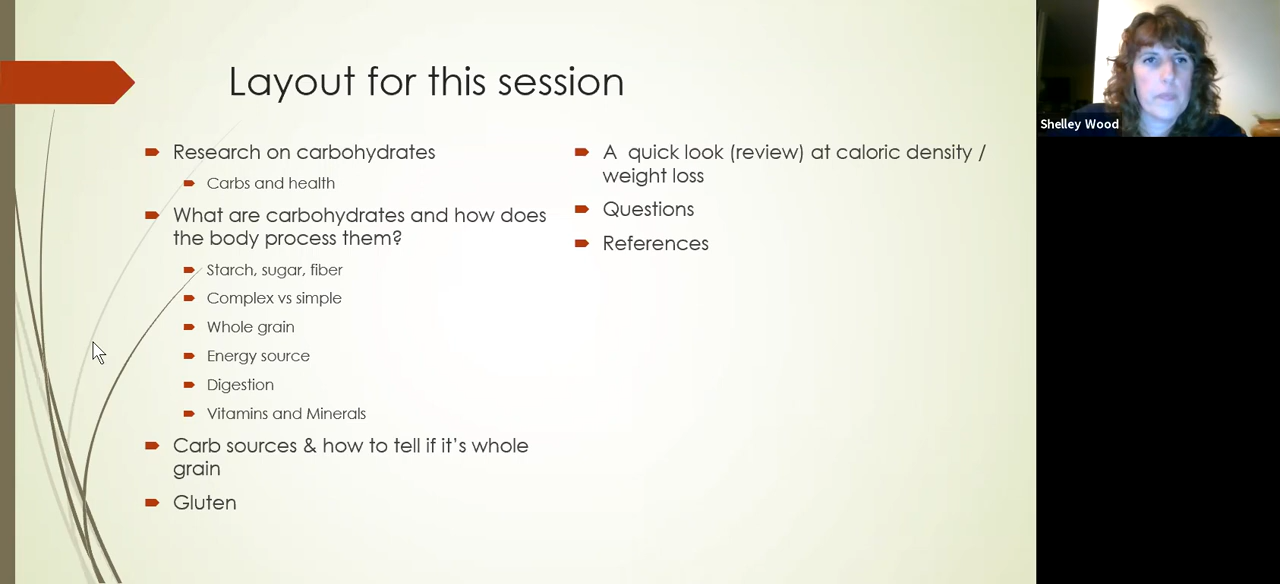 Layout for this session
Research on carbohydrates
Carbs and health
What are carbohydrates and how does
the body process them?
Starch, sugar, fiber
Complex vs simple
Whole grain
Energy source
Digestion
Vitamins and Minerals
Carb sources & how to tell if it's whole
grain
Gluten
A quick look (review) at caloric density /
weight loss
Questions
References
Shelley Wood